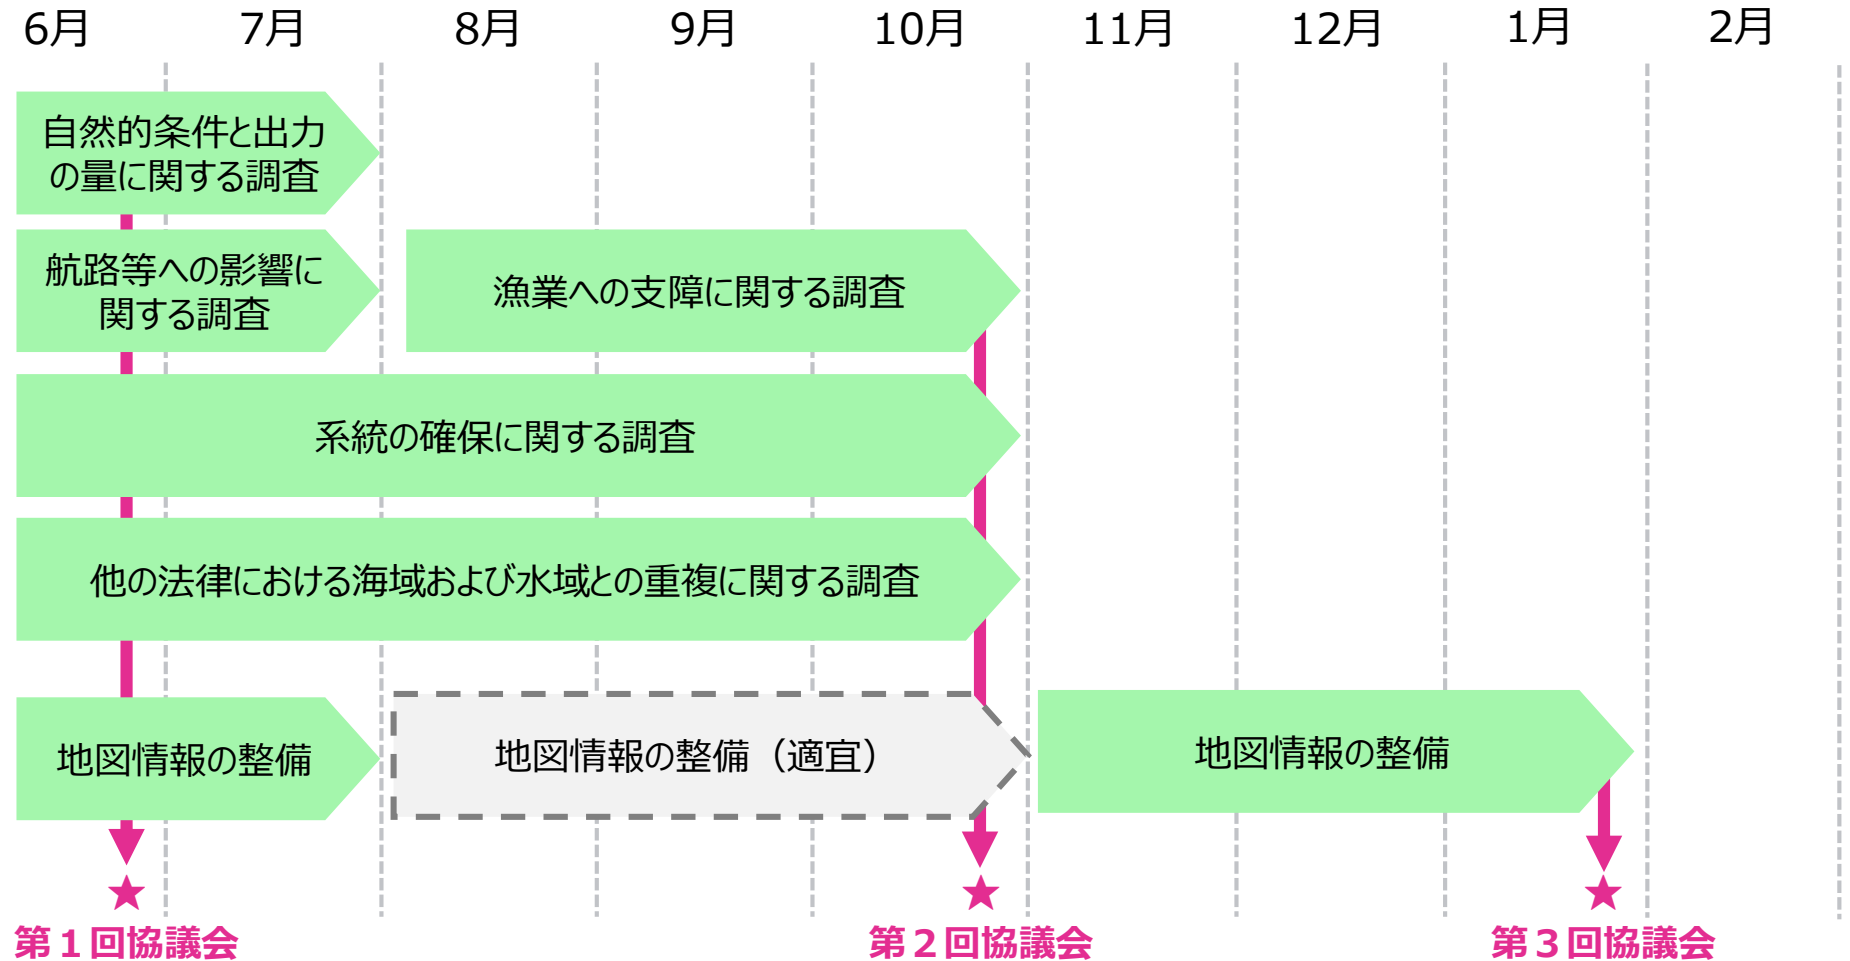 6月 7月 8月 9月 10月 11月 12月 1月 2月
自然的条件と出力
の量に関する調査
航路等への影響に
関する調査
漁業への支障に関する調査
系統の確保に関する調査
他の法律における海域および水域との重複に関する調査
地図情報の整備
地図情報の整備（適宜）
地図情報の整備
第１回協議会
第２回協議会
第３回協議会